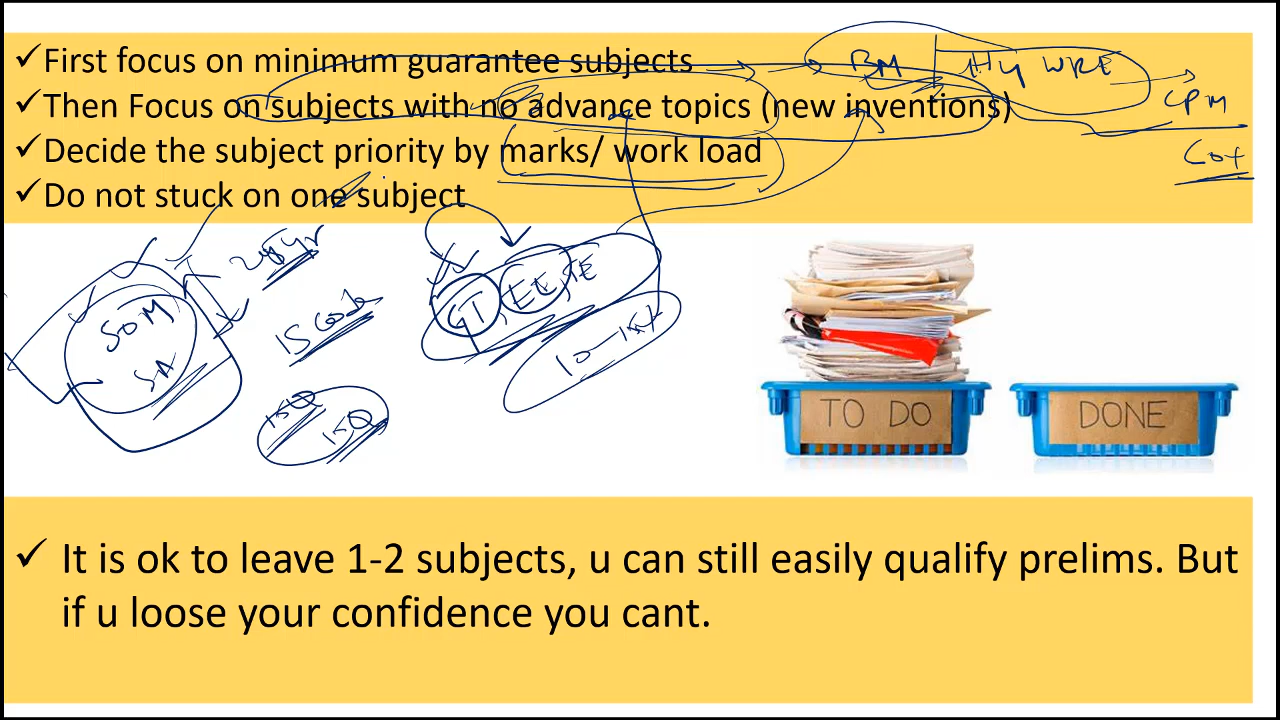 ✓First focus on minimum guarantee subjects
BM
Hy WRE
✓Then Focus on subjects with no advance topics (new inventions)
CPM
✓Decide the subject priority by marks/ work load
✓Do not stuck on one subject
SOM
SA
IS Code
15Q
15Q
GT, EE, TE
TO DO
DONE
✓ It is ok to leave 1-2 subjects, u can still easily qualify prelims. But
if u loose your confidence you cant.